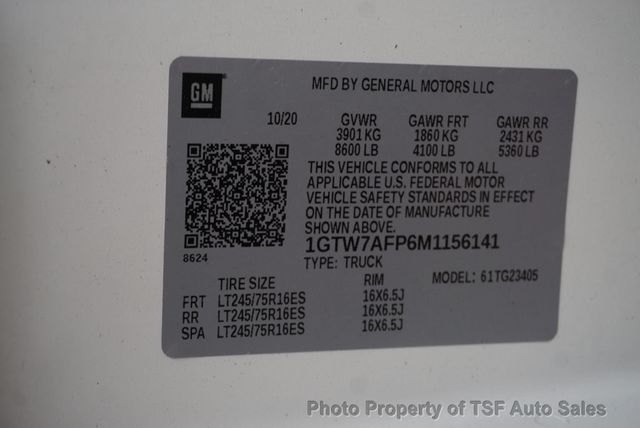 GM
MFD BY GENERAL MOTORS LLC
10/20 GVWR GAWR FRT GAWR RR
3901 KG 1860 KG 2431 KG
8600 LB 4100 LB 5360 LB
THIS VEHICLE CONFORMS TO ALL
APPLICABLE U.S. FEDERAL MOTOR
VEHICLE SAFETY STANDARDS IN EFFECT
ON THE DATE OF MANUFACTURE
SHOWN ABOVE.
1GTW7AFP6M1156141
8624
TYPE: TRUCK MODEL: 61TG23405
TIRE SIZE RIM
FRT LT245/75R16ES 16X6.5J
RR LT245/75R16ES 16X6.5J
SPA LT245/75R16ES 16X6.5J
Photo Property of TSF Auto Sales